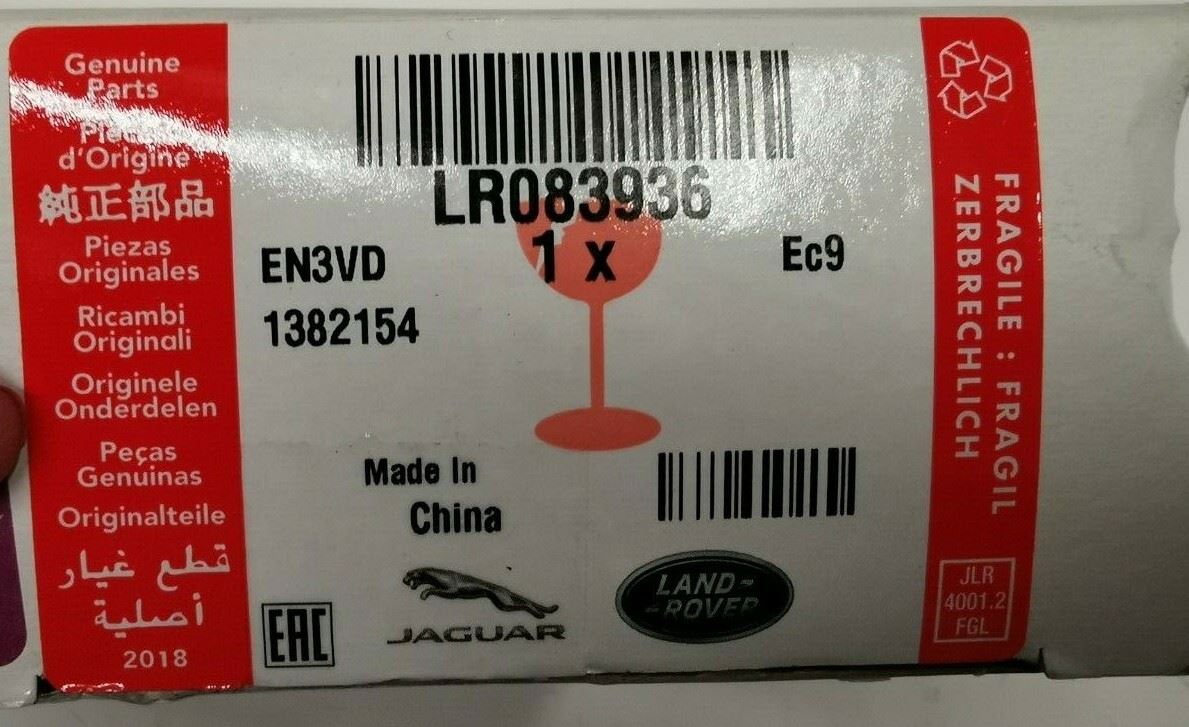 Genuine
Parts
Pièces
d'Origine
純正部品
Piezas
Originales
Ricambi
Originali
Originele
Onderdelen
Peças
Genuinas
Originalteile
قطع غيار
أصلية
2018
LR083936
1 x
EN3VD
Ec9
1382154
Made In
China
EAC
JAGUAR
LAND
ROVER
FRAGILE : FRAGIL
ZERBRECHLICH
JLR
4001.2
FGL